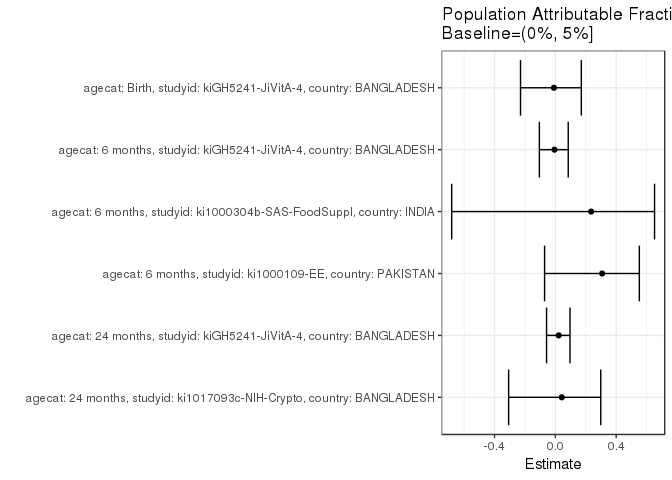 Population Attributable Fracti
Baseline=(0%, 5%]
agecat: Birth, studyid: kiGH5241-JiVitA-4, country: BANGLADESH
agecat: 6 months, studyid: kiGH5241-JiVitA-4, country: BANGLADESH
agecat: 6 months, studyid: ki1000304b-SAS-FoodSuppl, country: INDIA
agecat: 6 months, studyid: ki1000109-EE, country: PAKISTAN
agecat: 24 months, studyid: kiGH5241-JiVitA-4, country: BANGLADESH
agecat: 24 months, studyid: ki1017093c-NIH-Crypto, country: BANGLADESH
-0.4 0.0 0.4
Estimate